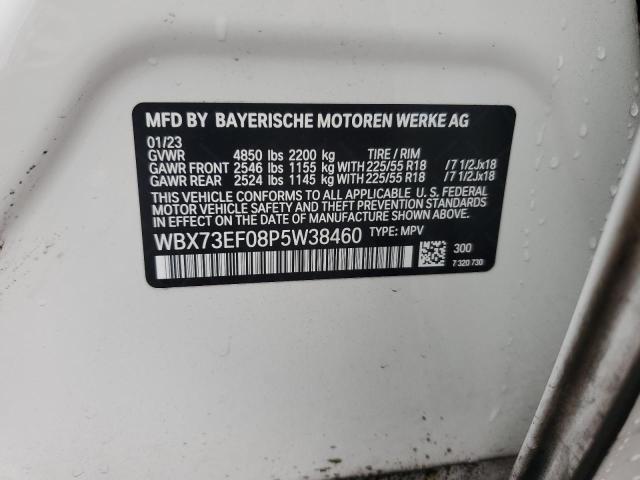 MFD BY BAYERISCHE MOTOREN WERKE AG
01/23
GVWR 4850 lbs 2200 kg TIRE / RIM
GAWR FRONT 2546 lbs 1155 kg WITH 225/55 R18 /7 1/2Jx18
GAWR REAR 2524 lbs 1145 kg WITH 225/55 R18 /7 1/2Jx18
THIS VEHICLE CONFORMS TO ALL APPLICABLE U. S. FEDERAL
MOTOR VEHICLE SAFETY, BUMPER, AND THEFT PREVENTION
STANDARDS IN EFFECT ON THE DATE OF MANUFACTURE SHOWN ABOVE.
WBX73EF08P5W38460 TYPE: MPV
300
7 320 730